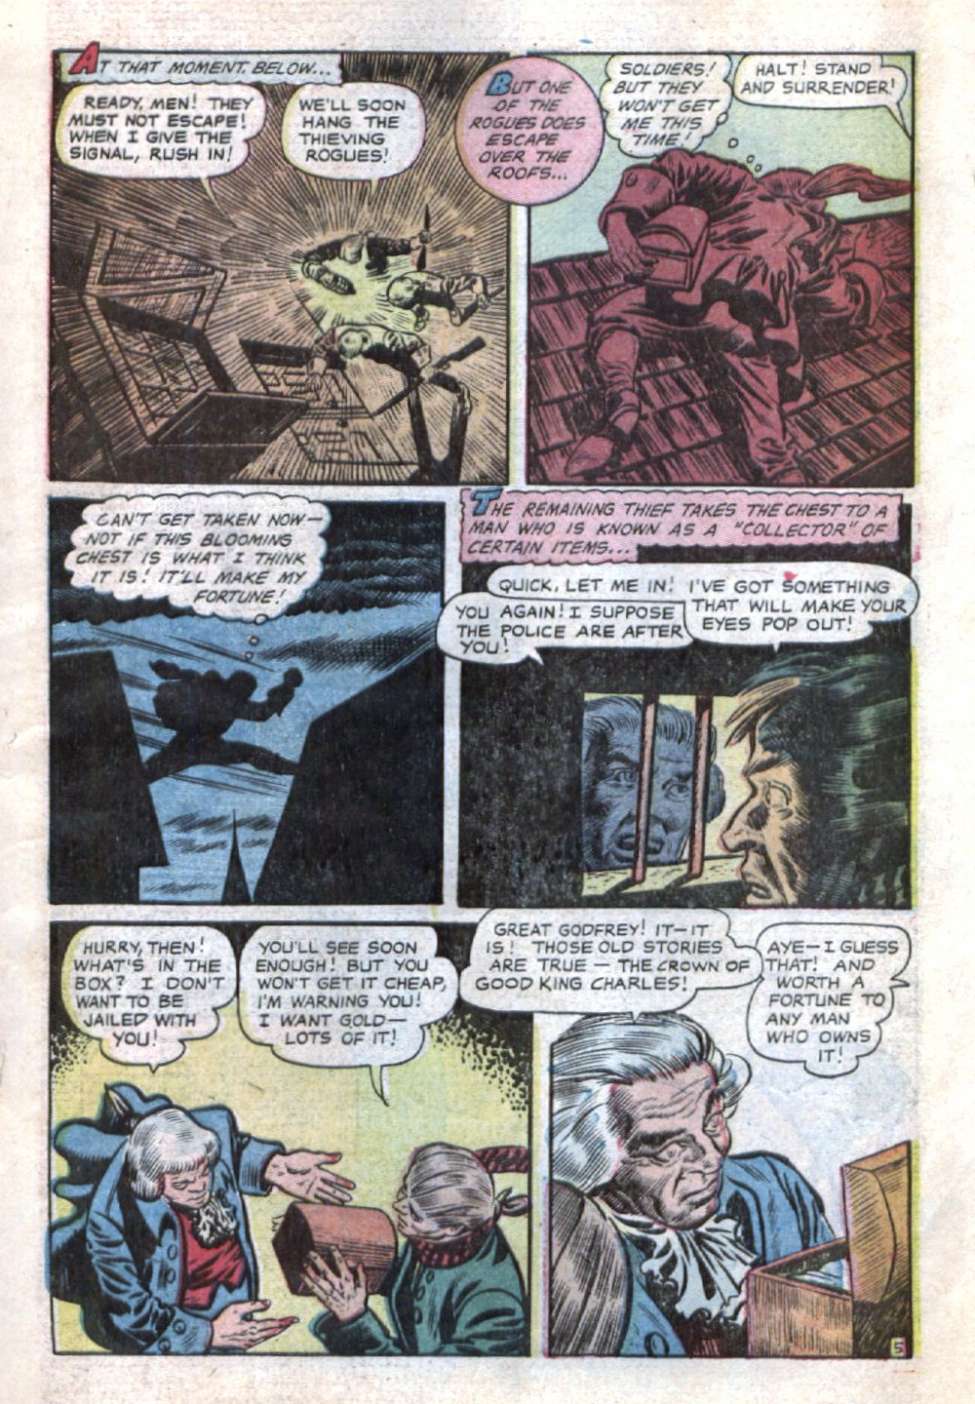 AT THAT MOMENT, BELOW...
READY, MEN! THEY
MUST NOT ESCAPE!
WHEN I GIVE THE
SIGNAL, RUSH IN!
WE'LL SOON
HANG THE
THIEVING
ROGUES!
BUT ONE
OF THE
ROGUES DOES
ESCAPE
OVER THE
ROOFS...
SOLDIERS!
BUT THEY
WON'T GET
ME THIS
TIME!
HALT! STAND
AND SURRENDER!
CAN'T GET TAKEN NOW—
NOT IF THIS BLOOMING
CHEST IS WHAT I THINK
IT IS! IT'LL MAKE MY
FORTUNE!
THE REMAINING THIEF TAKES THE CHEST TO A
MAN WHO IS KNOWN AS A "COLLECTOR" OF
CERTAIN ITEMS...
QUICK, LET ME IN! I'VE GOT SOMETHING
THAT WILL MAKE YOUR
EYES POP OUT!
YOU AGAIN! I SUPPOSE
THE POLICE ARE AFTER
YOU!
HURRY, THEN!
WHAT'S IN THE
BOX? I DON'T
WANT TO BE
JAILED WITH
YOU!
YOU'LL SEE SOON
ENOUGH! BUT YOU
WON'T GET IT CHEAP,
I'M WARNING YOU!
I WANT GOLD—
LOTS OF IT!
GREAT GODFREY! IT—IT
IS! THOSE OLD STORIES
ARE TRUE — THE CROWN OF
GOOD KING CHARLES!
AYE—I GUESS
THAT! AND
WORTH A
FORTUNE TO
ANY MAN
WHO OWNS
IT!
5